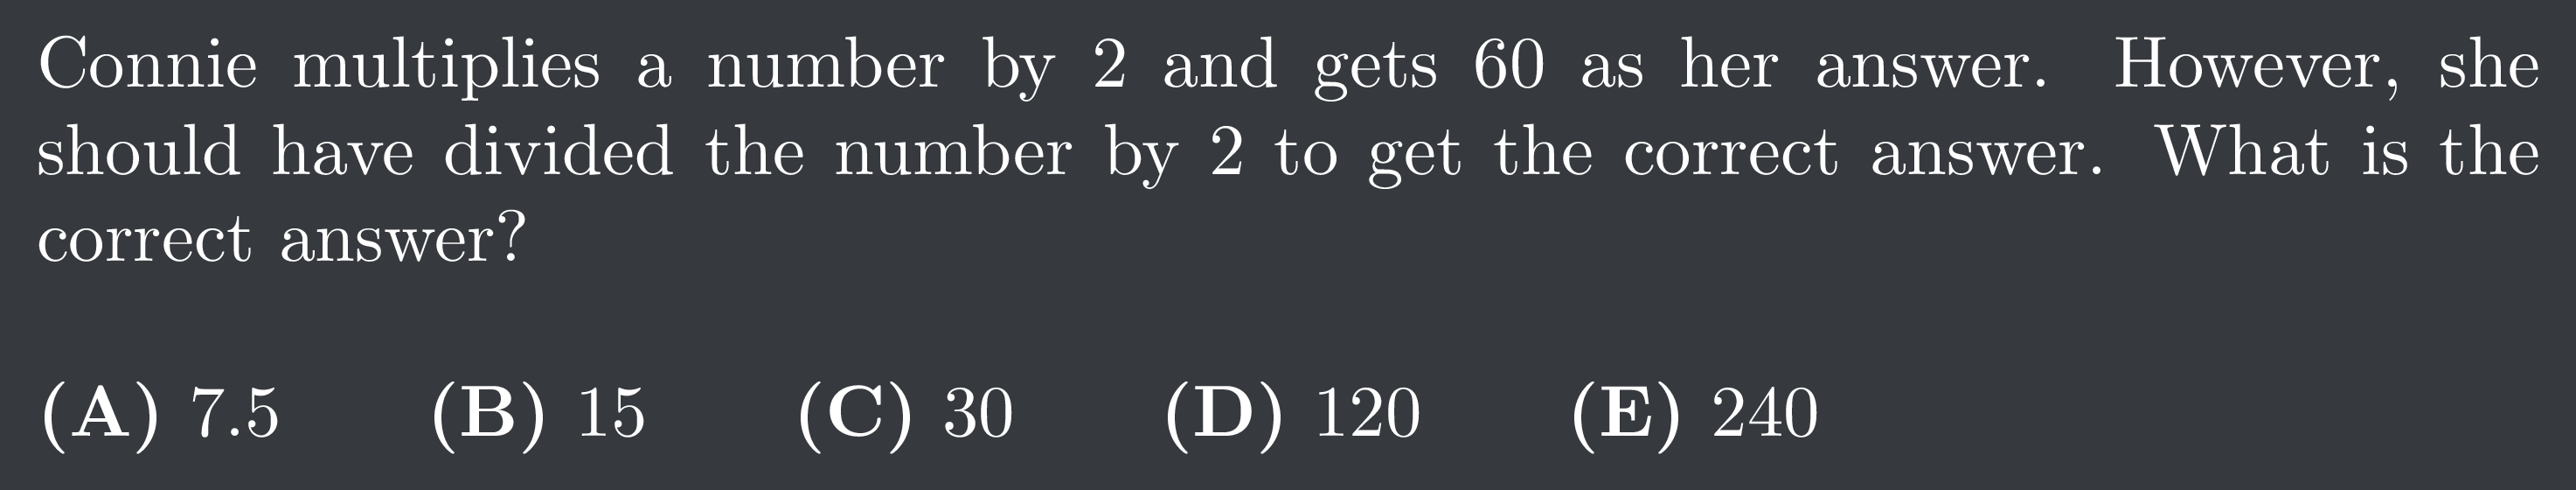 Connie multiplies a number by 2 and gets 60 as her answer. However, she
should have divided the number by 2 to get the correct answer. What is the
correct answer?
(A) 7.5 (B) 15 (C) 30 (D) 120 (E) 240